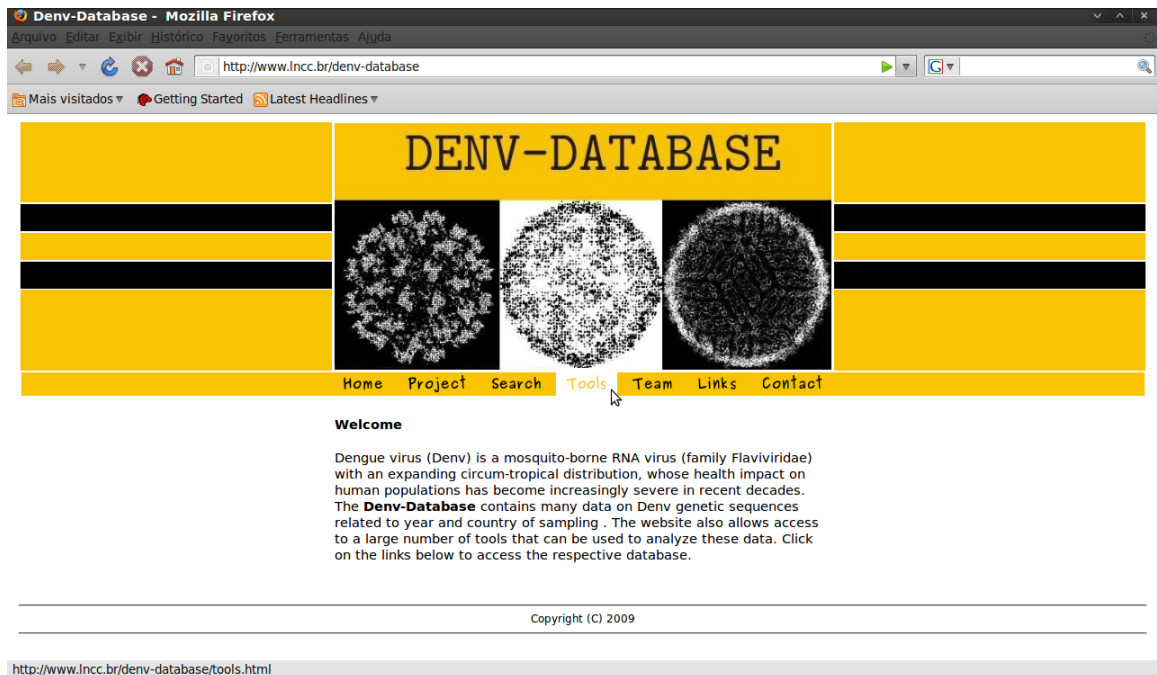 Denv-Database - Mozilla Firefox
Arquivo Editar Exibir Histórico Favoritos Ferramentas Ajuda
http://www.lncc.br/denv-database
G
Mais visitados Getting Started Latest Headlines
DENV-DATABASE
Home Project Search Tools Team Links Contact
Welcome
Dengue virus (Denv) is a mosquito-borne RNA virus (family Flaviviridae)
with an expanding circum-tropical distribution, whose health impact on
human populations has become increasingly severe in recent decades.
The Denv-Database contains many data on Denv genetic sequences
related to year and country of sampling . The website also allows access
to a large number of tools that can be used to analyze these data. Click
on the links below to access the respective database.
Copyright (C) 2009
http://www.lncc.br/denv-database/tools.html